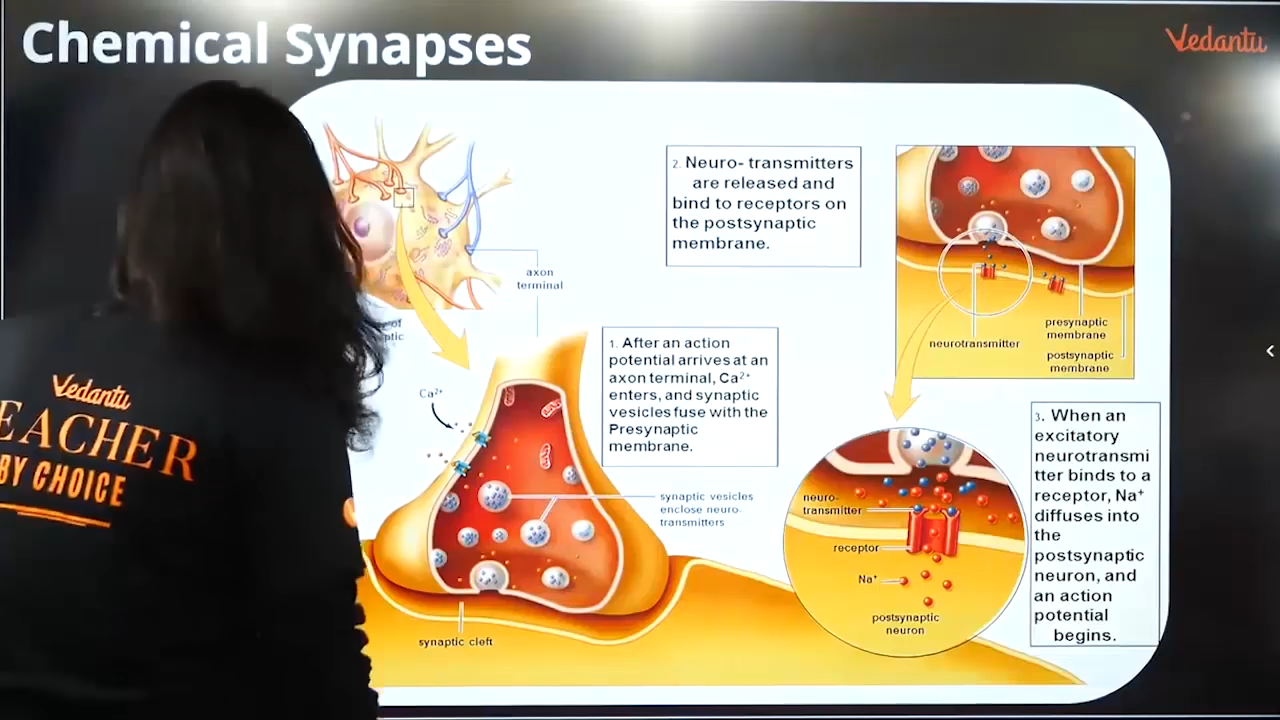 Chemical Synapses
Vedantu
2. Neuro- transmitters
are released and
bind to receptors on
the postsynaptic
membrane.
axon
terminal
of
ptic
neurotransmitter
presynaptic
membrane
postsynaptic
membrane
1. After an action
potential arrives at an
axon terminal, Ca²⁺
enters, and synaptic
vesicles fuse with the
Presynaptic
membrane.
Ca²⁺
synaptic vesicles
enclose neuro-
transmitters
synaptic cleft
neuro-
transmitter
receptor
Na⁺
postsynaptic
neuron
3. When an
excitatory
neurotransmi
tter binds to a
receptor, Na⁺
diffuses into
the
postsynaptic
neuron, and
an action
potential
begins.
Vedantu
EACHER
BY CHOICE